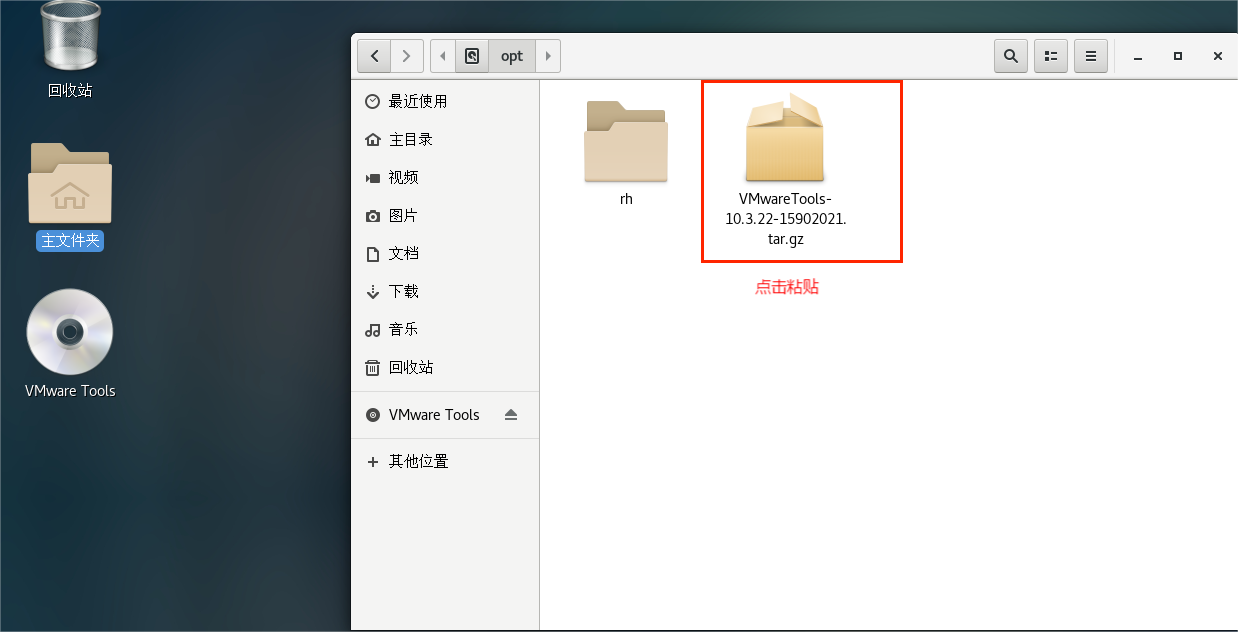 回收站
主文件夹
VMware Tools
opt
最近使用
主目录
视频
图片
文档
下载
音乐
回收站
VMware Tools
其他位置
rh
VMwareTools-
10.3.22-15902021.
tar.gz
点击粘贴